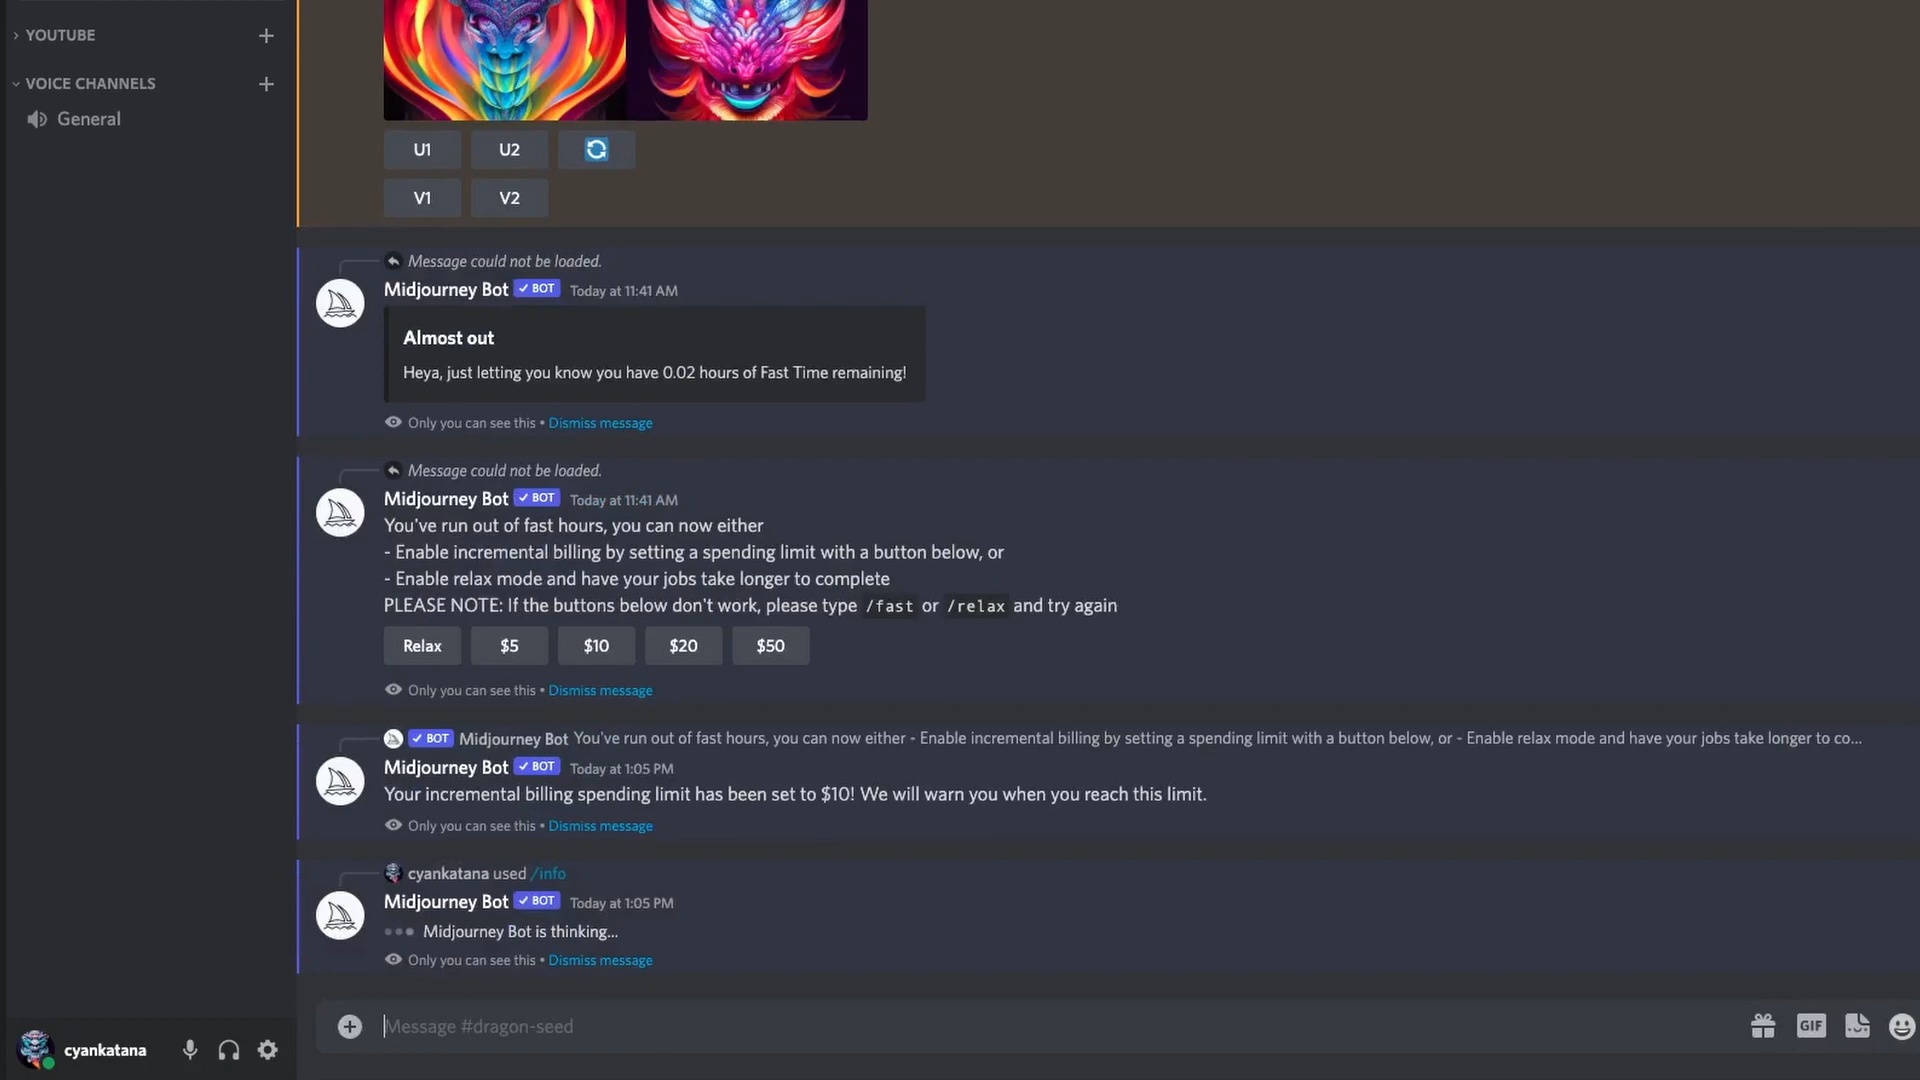 YOUTUBE
VOICE CHANNELS
General
U1 U2
V1 V2
Message could not be loaded.
Midjourney Bot ✓ BOT Today at 11:41 AM
Almost out
Heya, just letting you know you have 0.02 hours of Fast Time remaining!
Only you can see this • Dismiss message
Message could not be loaded.
Midjourney Bot ✓ BOT Today at 11:41 AM
You've run out of fast hours, you can now either
- Enable incremental billing by setting a spending limit with a button below, or
- Enable relax mode and have your jobs take longer to complete
PLEASE NOTE: If the buttons below don't work, please type /fast or /relax and try again
Relax $5 $10 $20 $50
Only you can see this • Dismiss message
✓ BOT Midjourney Bot You've run out of fast hours, you can now either - Enable incremental billing by setting a spending limit with a button below, or - Enable relax mode and have your jobs take longer to co...
Midjourney Bot ✓ BOT Today at 1:05 PM
Your incremental billing spending limit has been set to $10! We will warn you when you reach this limit.
Only you can see this • Dismiss message
cyankatana used /info
Midjourney Bot ✓ BOT Today at 1:05 PM
Midjourney Bot is thinking...
Only you can see this • Dismiss message
Message #dragon-seed
GIF
cyankatana